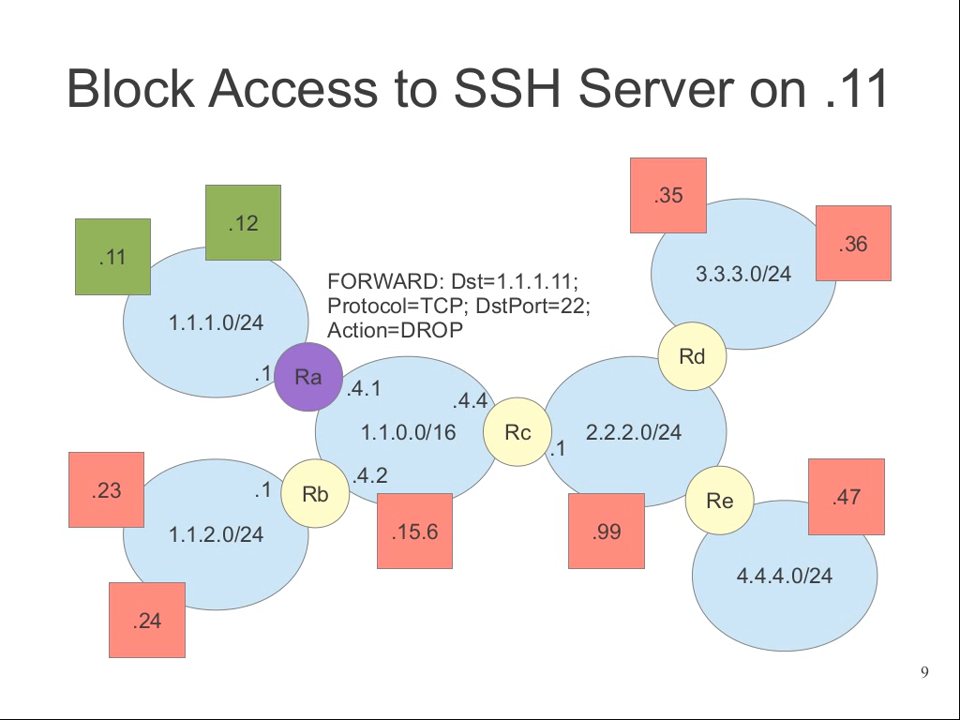 Block Access to SSH Server on .11
.35
.12
.36
.11
3.3.3.0/24
FORWARD: Dst=1.1.1.11;
Protocol=TCP; DstPort=22;
Action=DROP
1.1.1.0/24
Rd
.1
Ra
.4.1
.4.4
1.1.0.0/16
Rc
2.2.2.0/24
.1
.4.2
.23
.1
Rb
Re
.47
1.1.2.0/24
.15.6
.99
4.4.4.0/24
.24
9